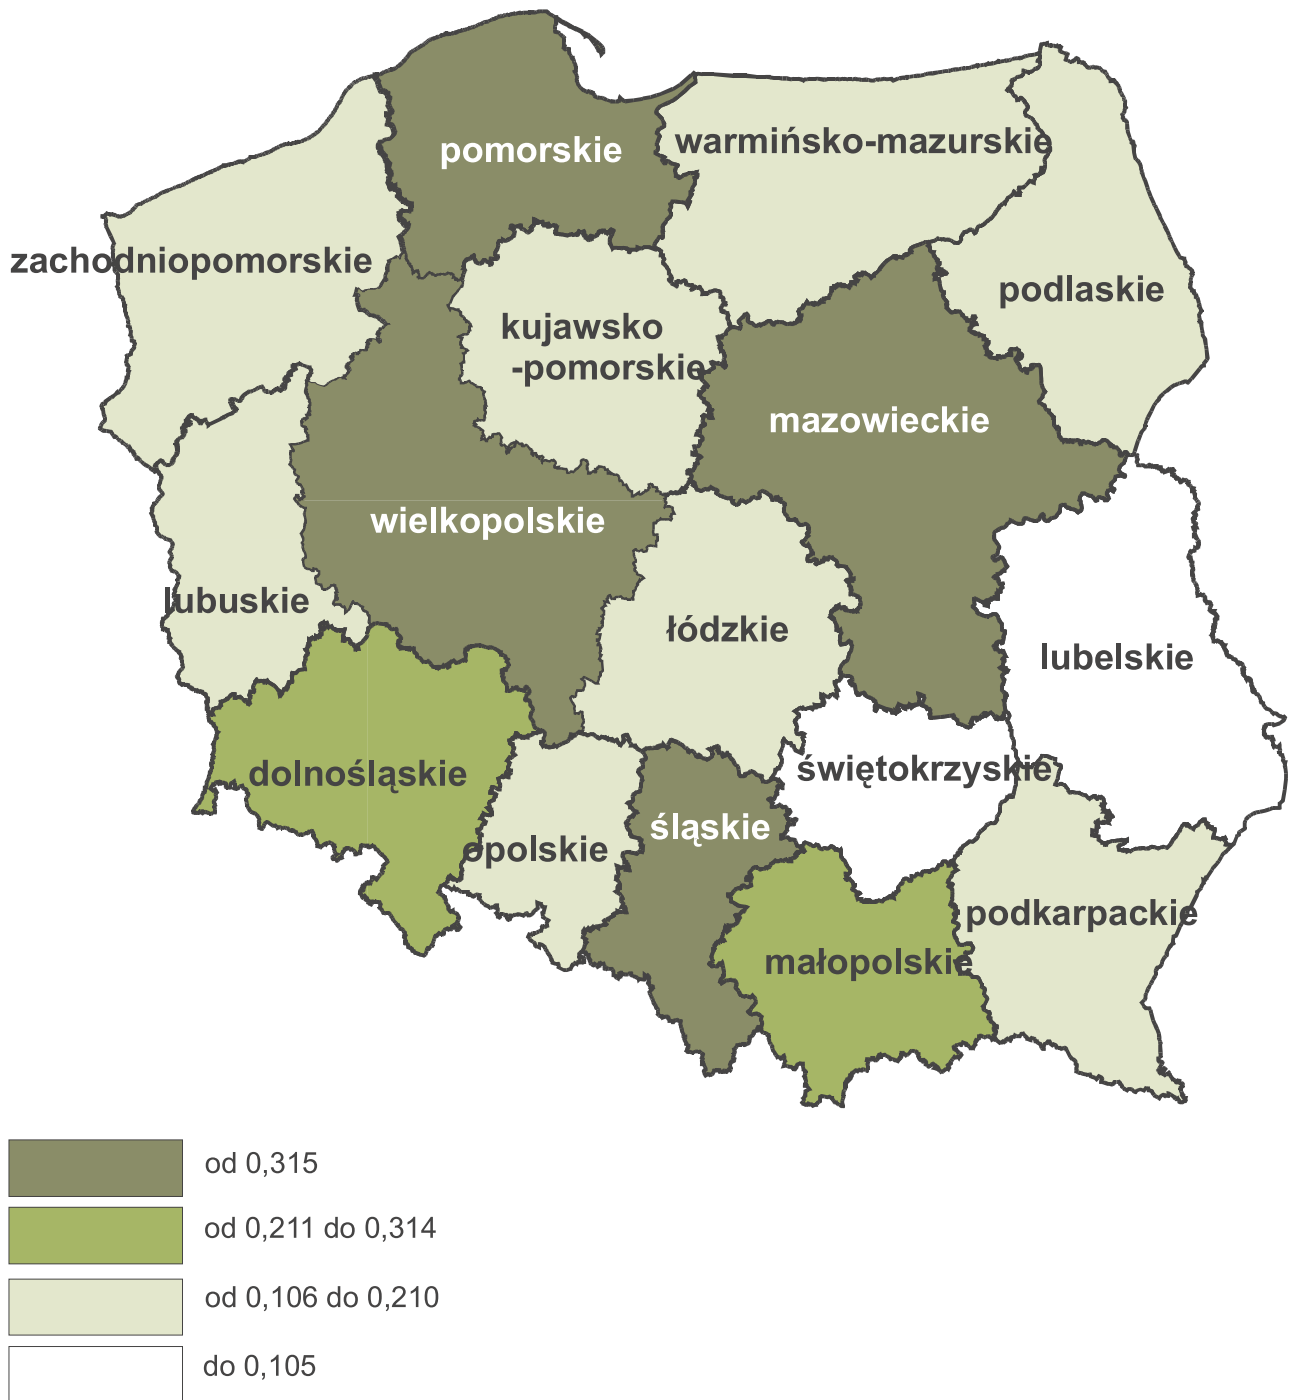 pomorskie
warmińsko-mazurskie
zachodniopomorskie
podlaskie
kujawsko
-pomorskie
mazowieckie
wielkopolskie
lubuskie
łódzkie
lubelskie
dolnośląskie
świętokrzyskie
śląskie
opolskie
podkarpackie
małopolskie
od 0,315
od 0,211 do 0,314
od 0,106 do 0,210
do 0,105